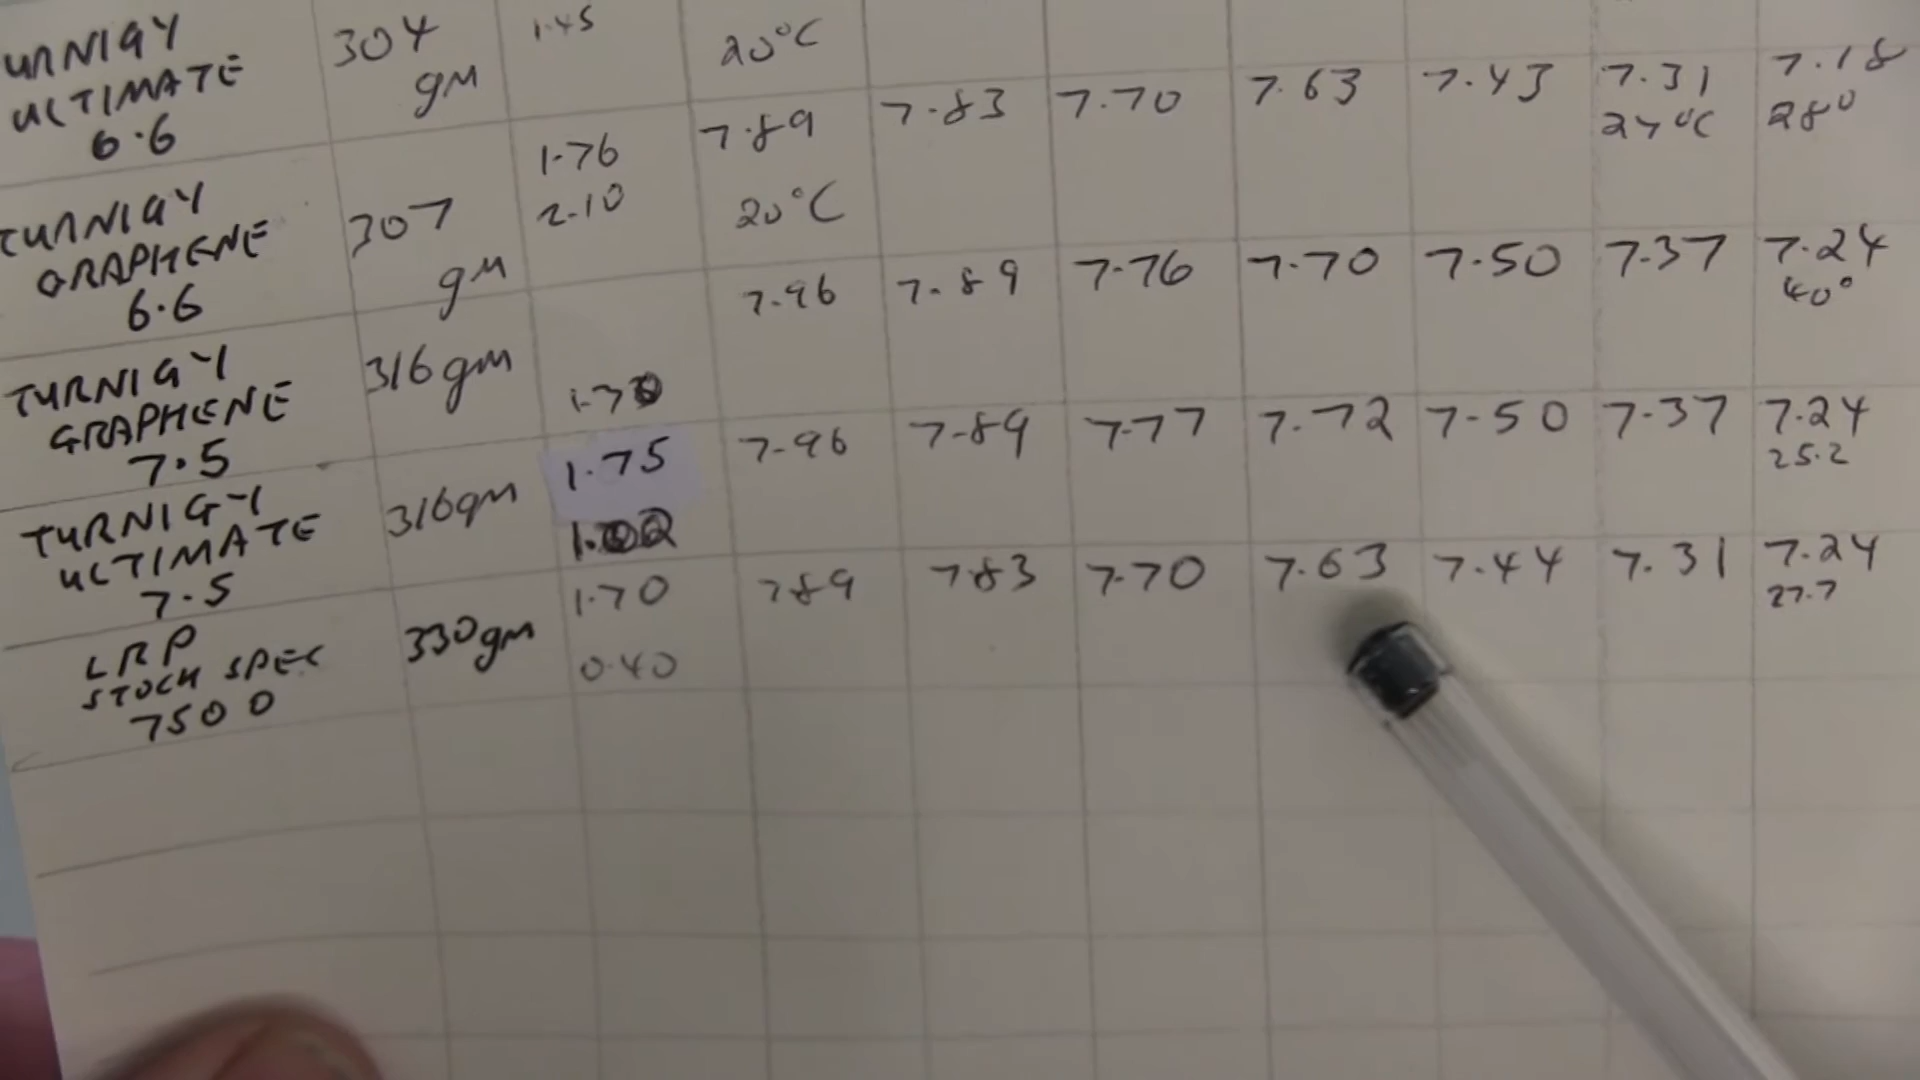 URNIGY 304 1.45 20°C
ULTIMATE gm 7.89 7.83 7.70 7.63 7.43 7.31 7.18
6.6 1.76 24°C 28°
TURNIGY 307 2.10 20°C
GRAPHENE gm 7.96 7.89 7.76 7.70 7.50 7.37 7.24
6.6 40°
TURNIGY 316gm
GRAPHENE 7.96 7.89 7.77 7.72 7.50 7.37 7.24
7.5 1.75 25.2
TURNIGY 316gm
ULTIMATE 1.70 7.89 7.83 7.70 7.63 7.44 7.31 7.24
7.5 27.7
LRP 330gm 0.40
STOCK SPEC
7500